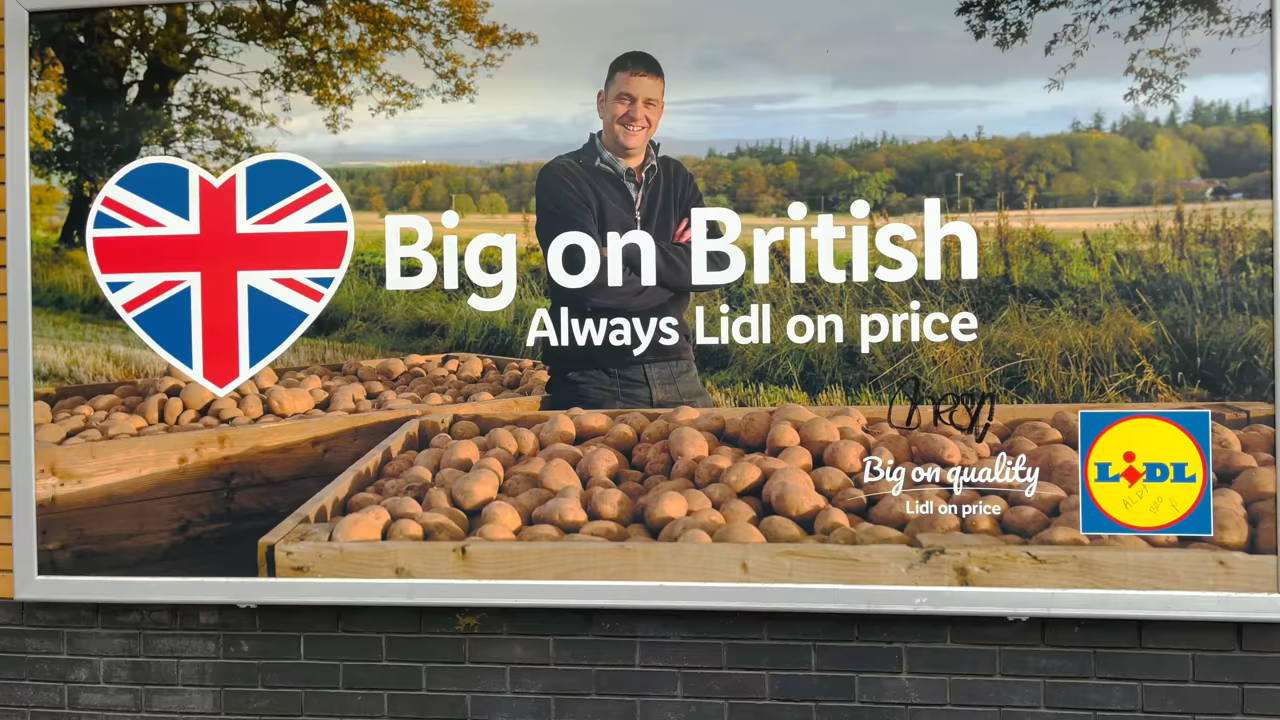 Big on British
Always Lidl on price
Big on quality
Lidl on price
LIDL